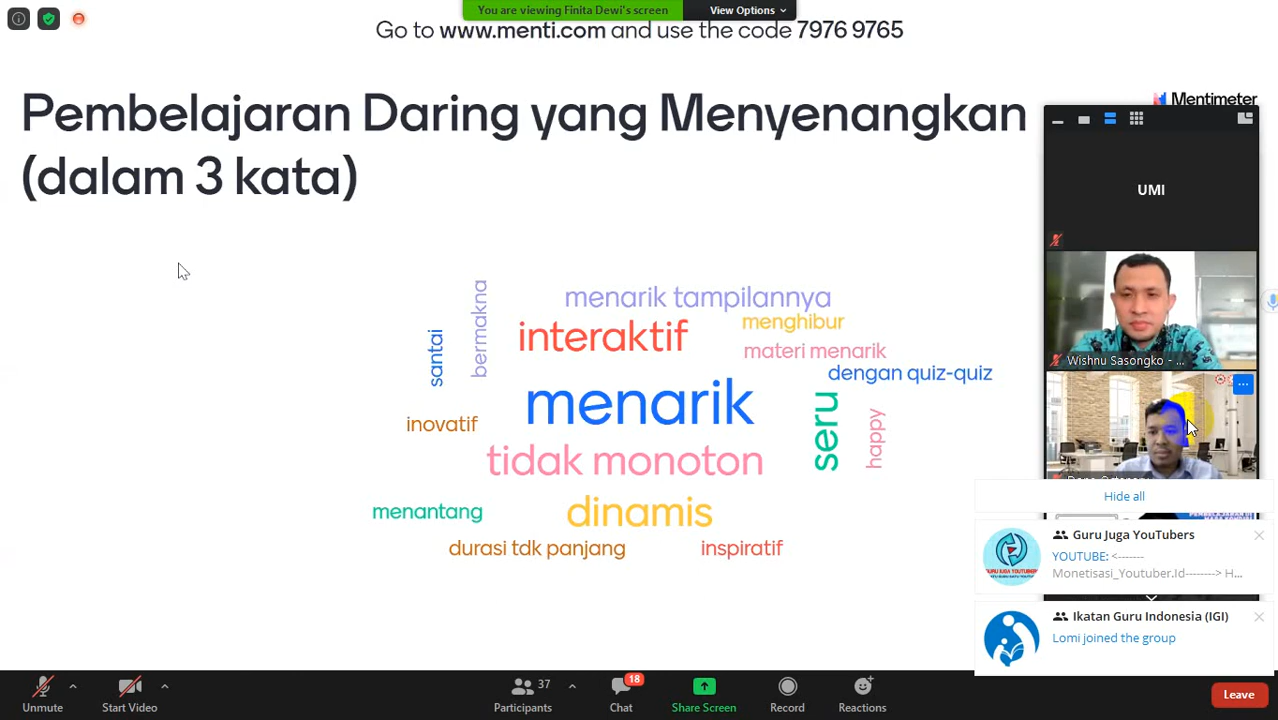 You are viewing Finita Dewi's screen
View Options
Go to www.menti.com and use the code 7976 9765
Pembelajaran Daring yang Menyenangkan
(dalam 3 kata)
Mentimeter
UMI
Wishnu Sasongko - ...
menarik tampilannya
bermakna
santai
interaktif
menghibur
materi menarik
dengan quiz-quiz
menarik
inovatif
seru
happy
tidak monoton
menantang
dinamis
durasi tdk panjang
inspiratif
Hide all
Guru Juga YouTubers
YOUTUBE: <-------
Monetisasi_Youtuber.Id--------> H...
GURU JUGA YOUTUBERS
Ikatan Guru Indonesia (IGI)
Lomi joined the group
Unmute
Start Video
37
Participants
18
Chat
Share Screen
Record
Reactions
Leave